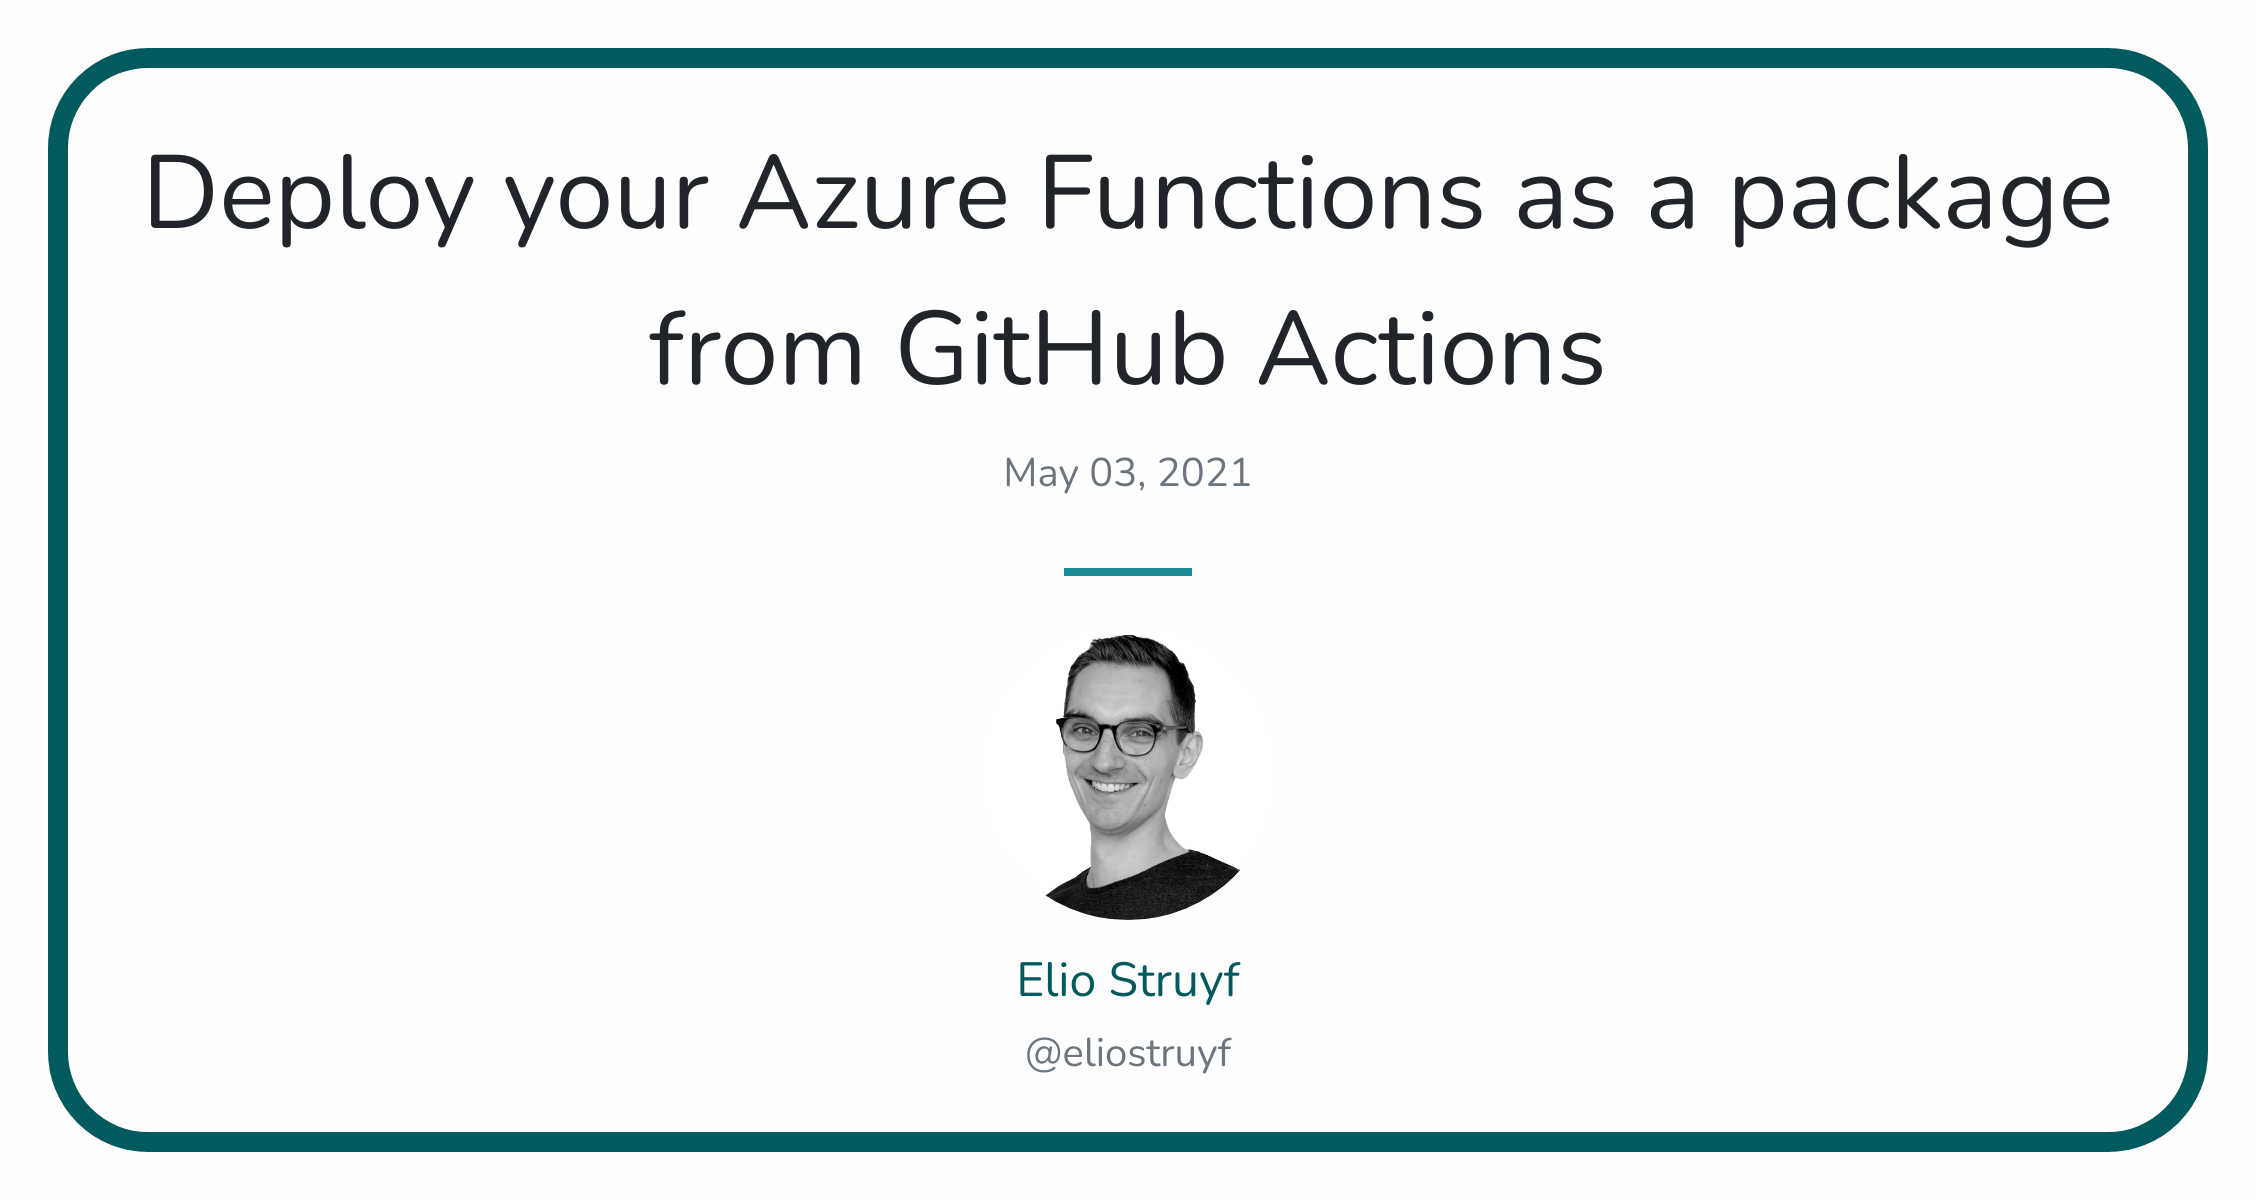 Deploy your Azure Functions as a package
from GitHub Actions
May 03, 2021
Elio Struyf
@eliostruyf